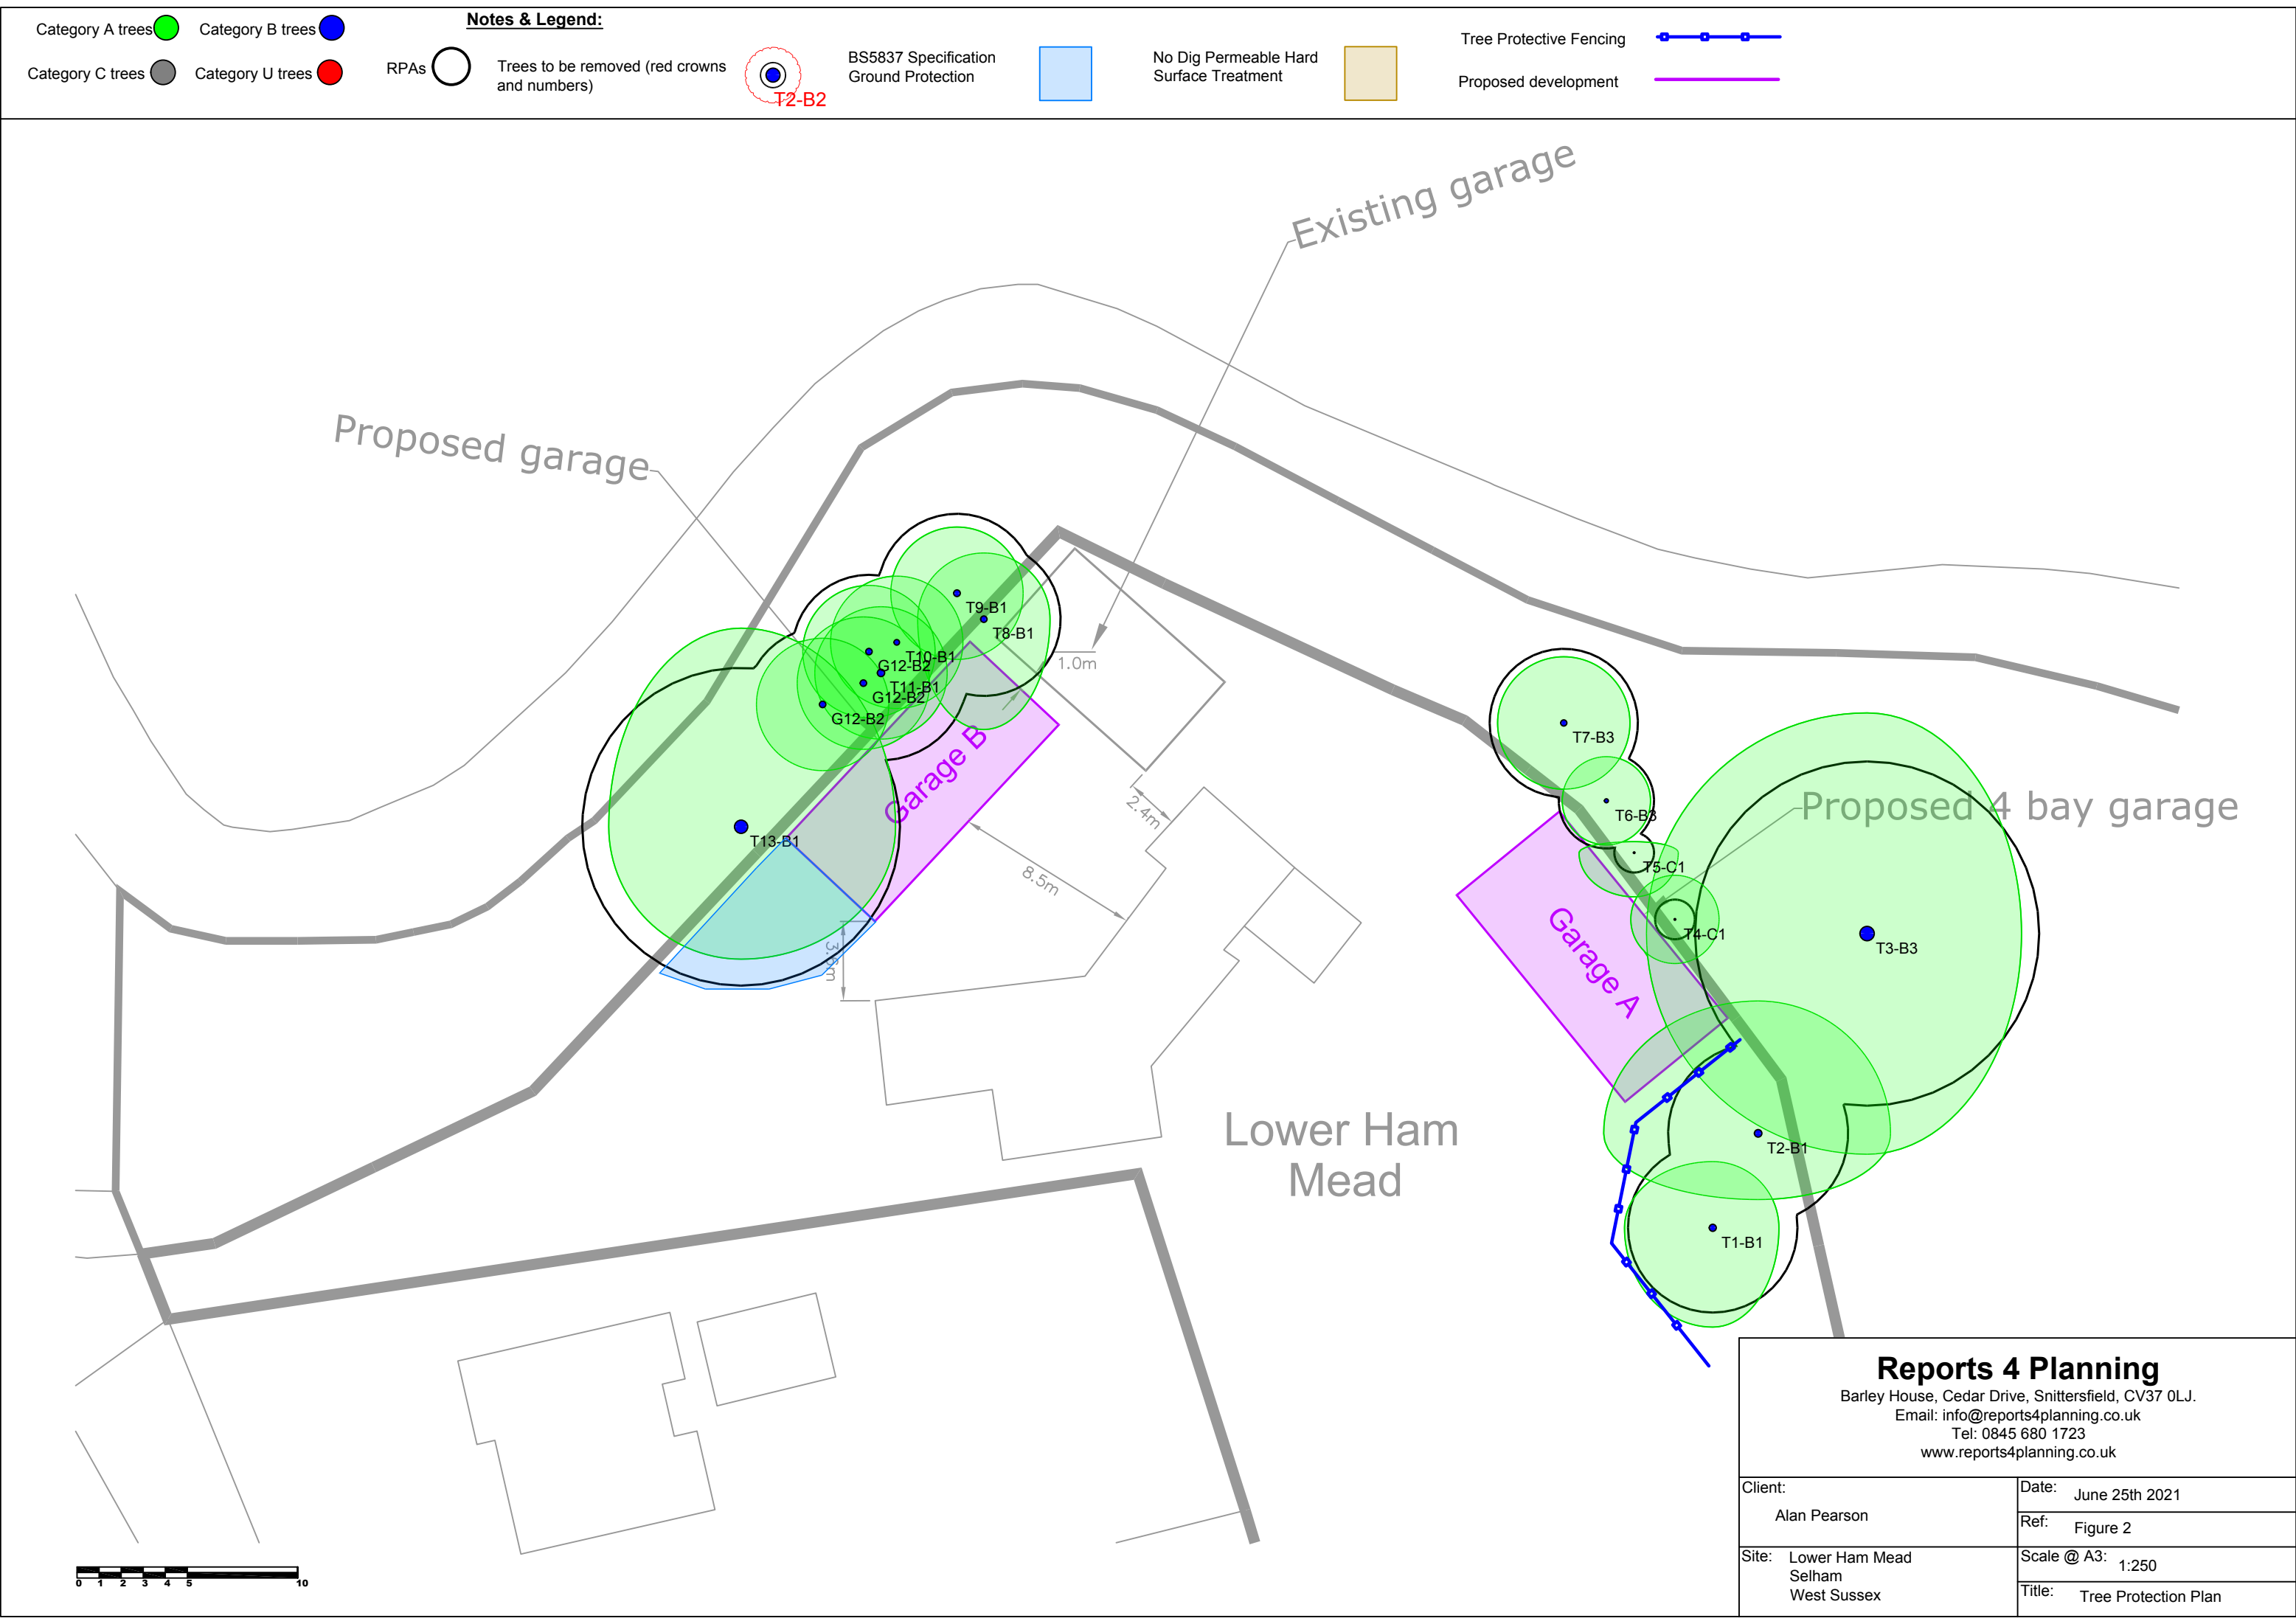 Notes & Legend:
Category A trees
Category B trees
Category C trees
Category U trees
RPAs
Trees to be removed (red crowns
and numbers)
T2-B2
BS5837 Specification
Ground Protection
No Dig Permeable Hard
Surface Treatment
Tree Protective Fencing
Proposed development
Existing garage
Proposed garage
T9-B1
T8-B1
T10-B1
G12-B2
T11-B1
G12-B2
G12-B2
1.0m
Garage B
T13-B1
2.4m
8.5m
3.6m
T7-B3
T6-B3
Proposed 4 bay garage
T5-C1
T4-C1
T3-B3
Garage A
T2-B1
T1-B1
Lower Ham
Mead
Reports 4 Planning
Barley House, Cedar Drive, Snittersfield, CV37 0LJ.
Email: info@reports4planning.co.uk
Tel: 0845 680 1723
www.reports4planning.co.uk
Client:
Alan Pearson
Date: June 25th 2021
Ref: Figure 2
Site: Lower Ham Mead
Selham
West Sussex
Scale @ A3: 1:250
Title: Tree Protection Plan
0 1 2 3 4 5 10